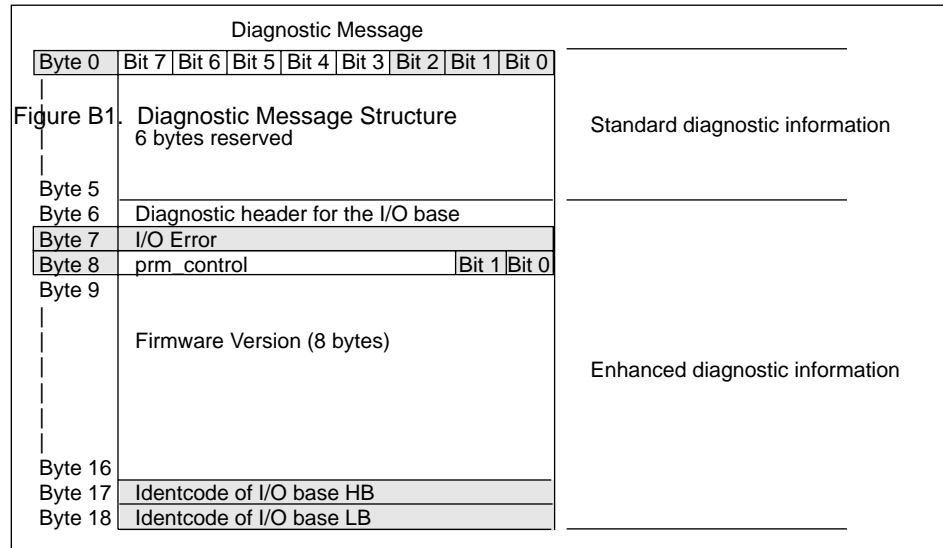 Diagnostic Message
Byte 0 Bit 7 Bit 6 Bit 5 Bit 4 Bit 3 Bit 2 Bit 1 Bit 0
Figure B1. Diagnostic Message Structure
6 bytes reserved
Standard diagnostic information
Byte 5
Byte 6 Diagnostic header for the I/O base
Byte 7 I/O Error
Byte 8 prm_control Bit 1 Bit 0
Byte 9
Firmware Version (8 bytes)
Enhanced diagnostic information
Byte 16
Byte 17 Identcode of I/O base HB
Byte 18 Identcode of I/O base LB